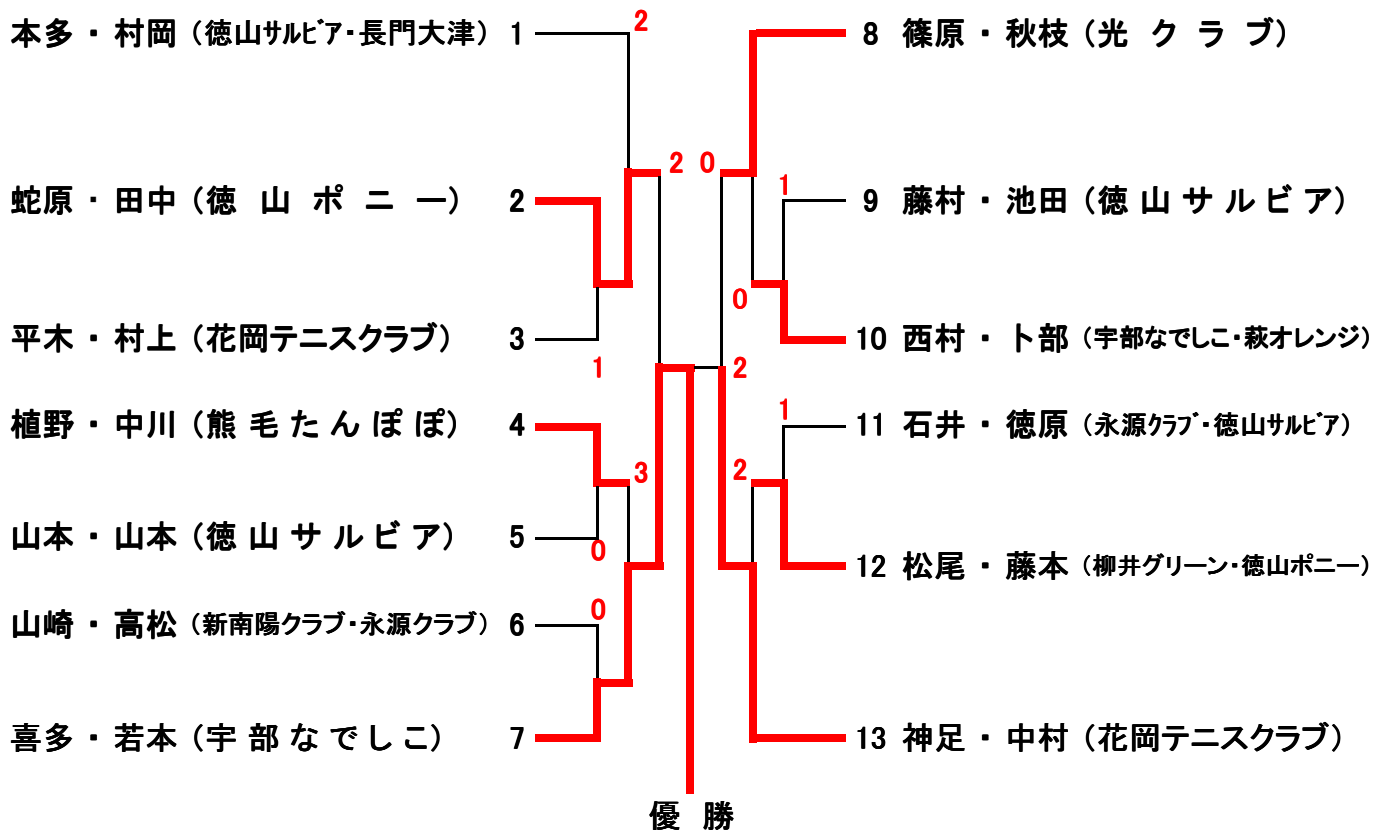 本多・村岡（徳山サルビア・長門大津） 1
2
蛇原・田中（徳山ポニー） 2
2
平木・村上（花岡テニスクラブ） 3
1
植野・中川（熊毛たんぽぽ） 4
3
山本・山本（徳山サルビア） 5
0
山崎・高松（新南陽クラブ・永源クラブ） 6
0
喜多・若本（宇部なでしこ） 7
8 篠原・秋枝（光クラブ）
0
1
9 藤村・池田（徳山サルビア）
0
10 西村・卜部（宇部なでしこ・萩オレンジ）
2
1
11 石井・徳原（永源クラブ・徳山サルビア）
2
12 松尾・藤本（柳井グリーン・徳山ポニー）
13 神足・中村（花岡テニスクラブ）
優勝